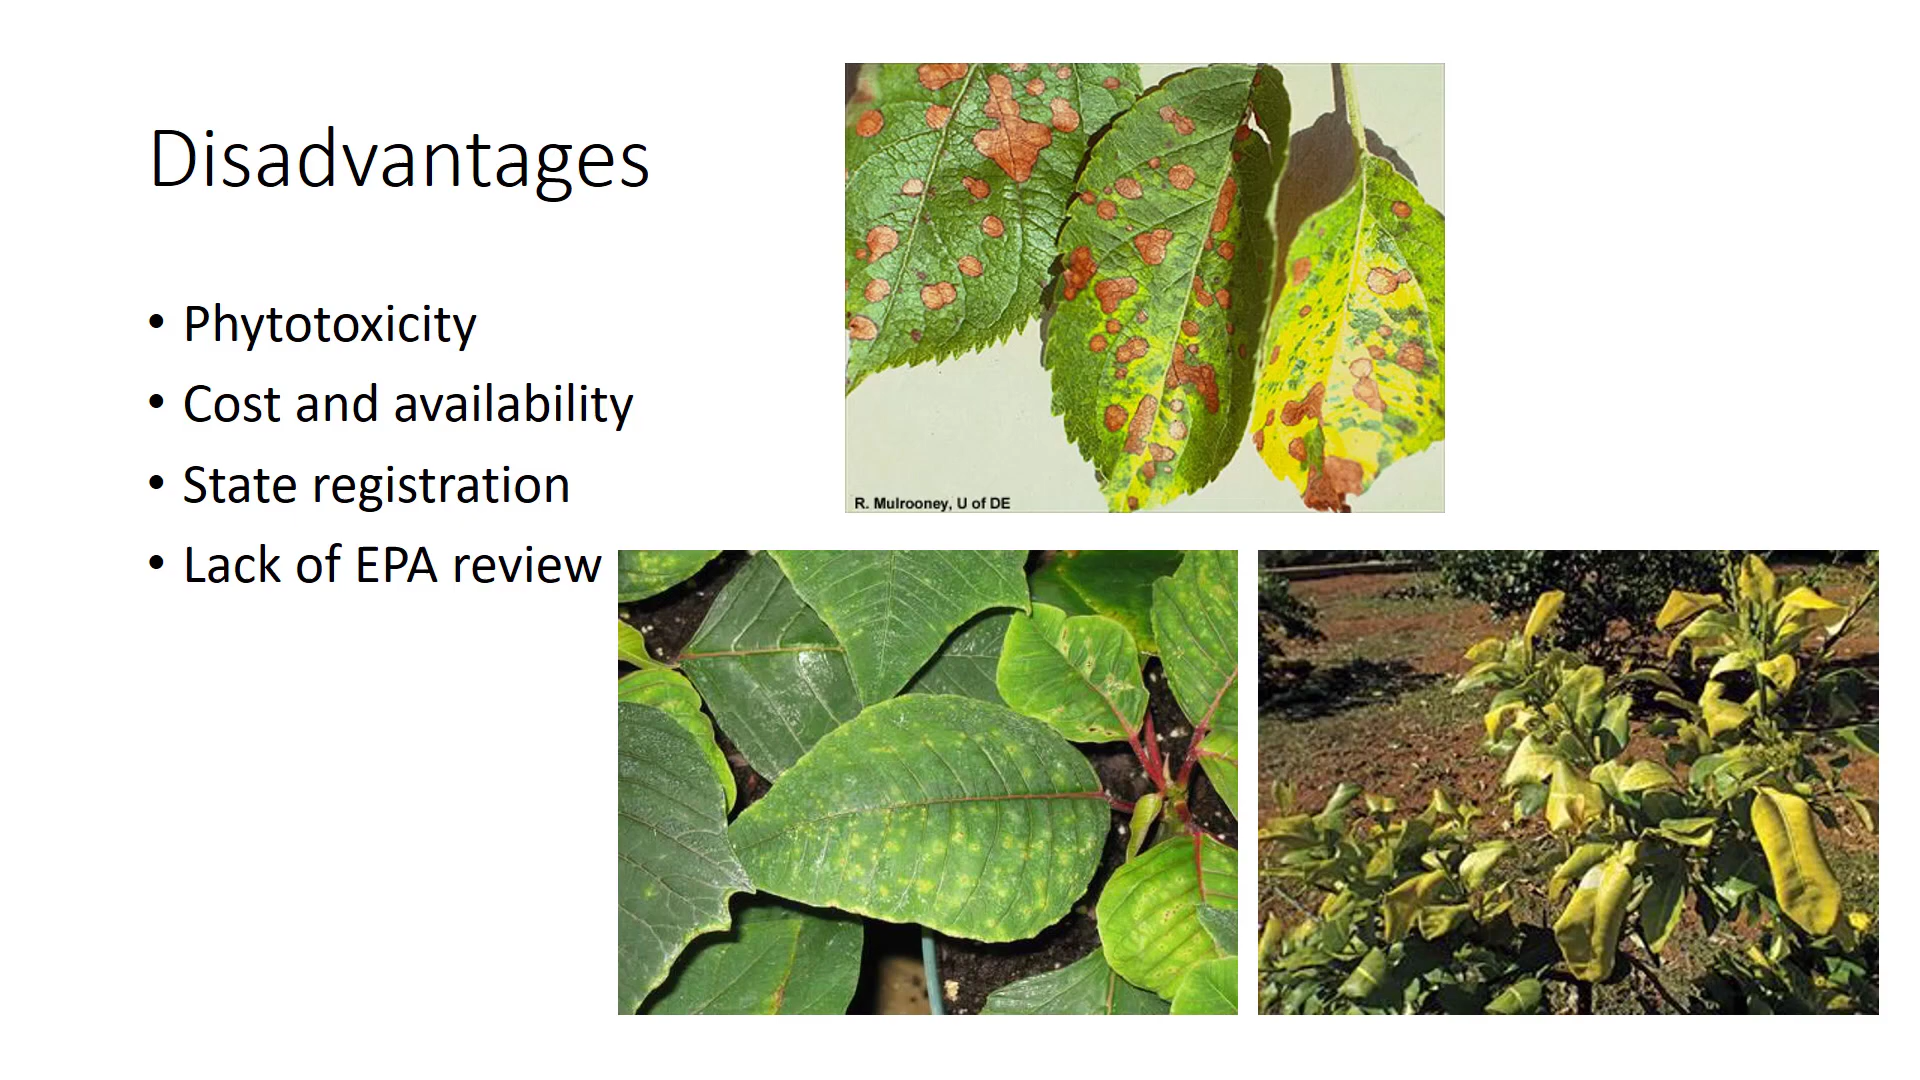 Disadvantages
• Phytotoxicity
• Cost and availability
• State registration
• Lack of EPA review
R. Mulrooney, U of DE